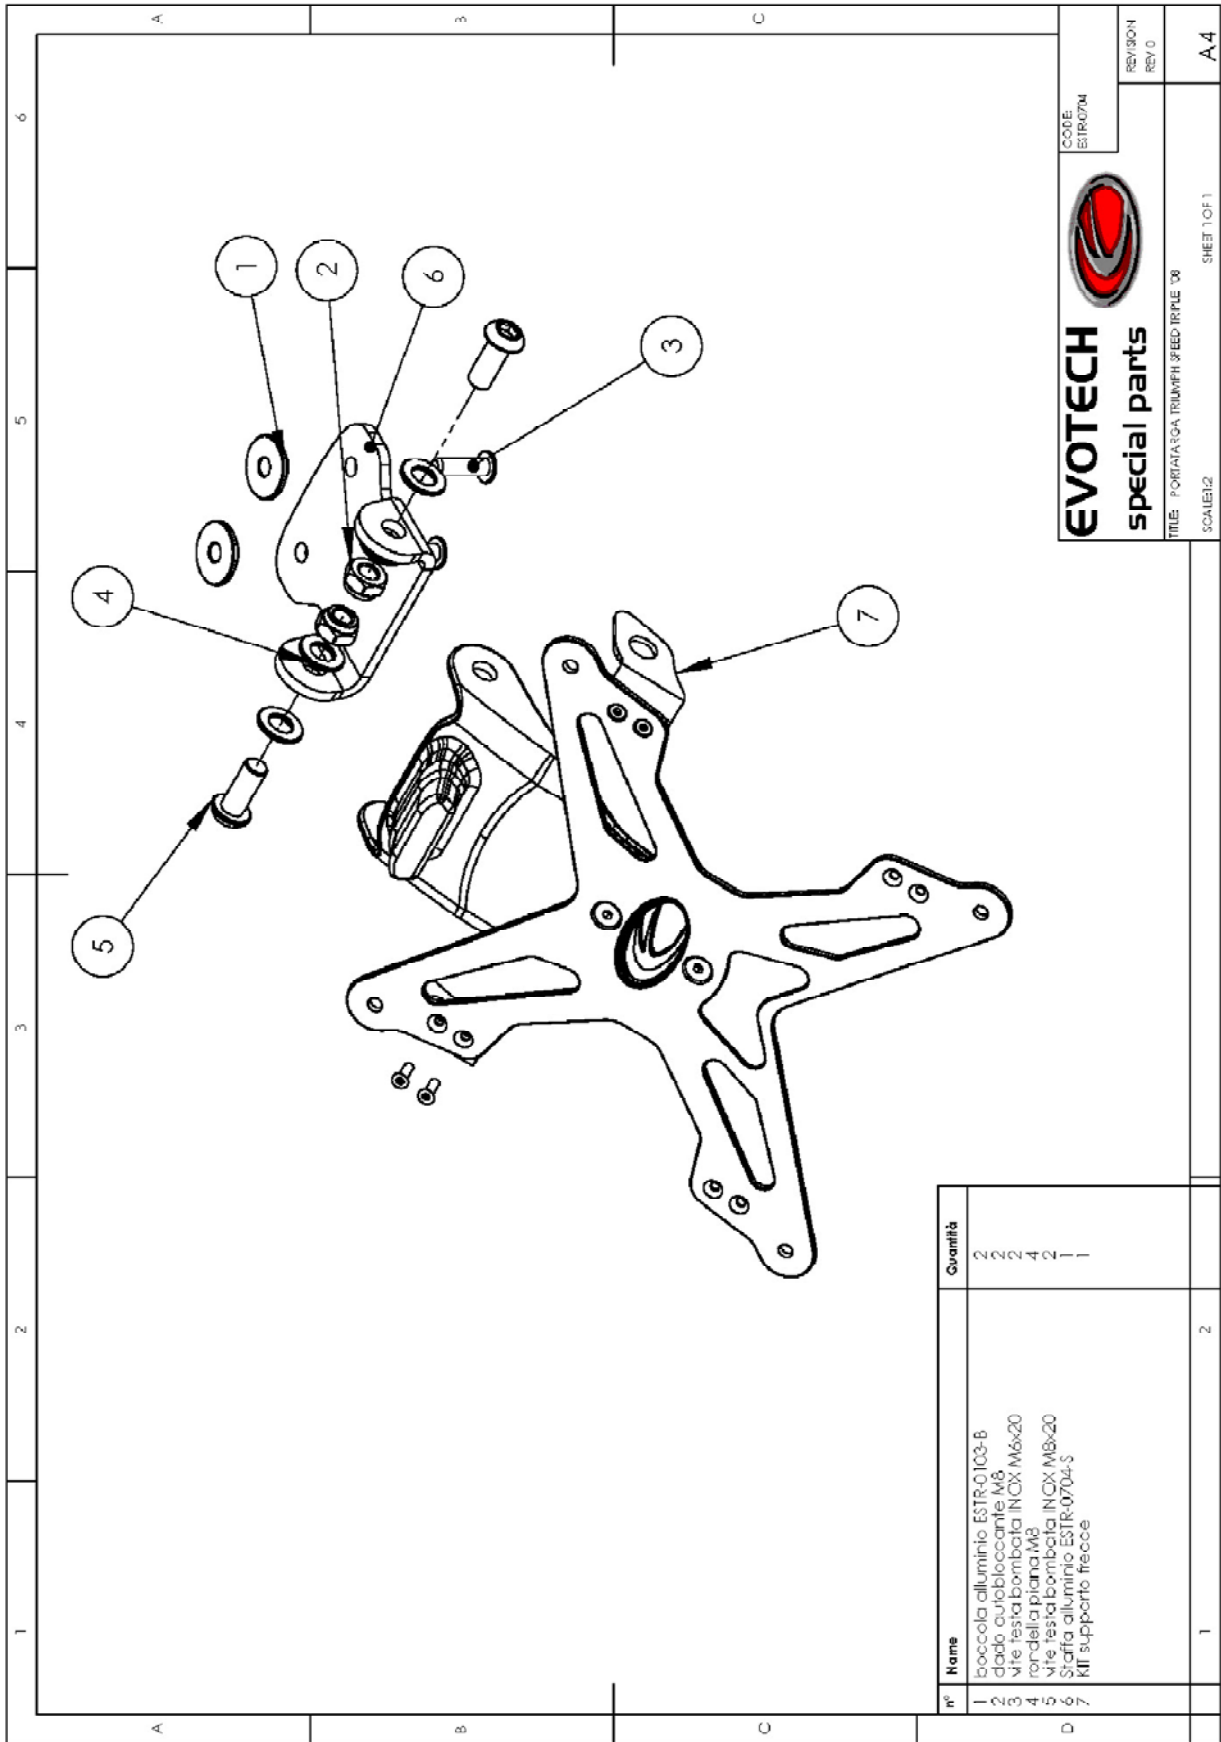 1
2
3
4
5
6
A
B
C
A
B
C
D
1
2
1
2
6
3
4
5
7
nº Name Quantità
1 boccola alluminio ESTR-0103-B 2
2 dado autobloccante M8 2
3 vite testa bombata INOX M6x20 2
4 rondella piana M8 4
5 vite testa bombata INOX M8x20 2
6 Staffa alluminio ESTR-0704-S 1
7 KIT supporto frecce 1
EVOTECH
special parts
CODE:
ESTR-0704
REVISION
REV 0
TITLE: PORTATARGA TRIUMPH SPEED TRIPLE '08
SCALE:1:2
SHEET 1 OF 1
A4